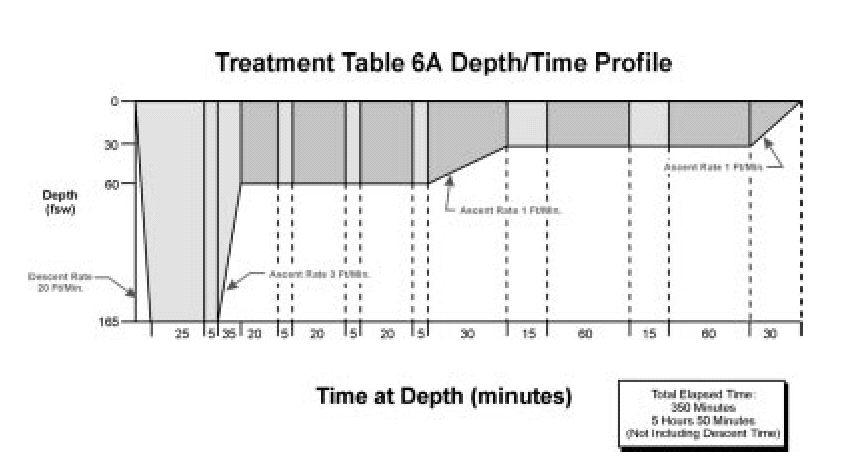 Treatment Table 6A Depth/Time Profile
0
30
60
Depth
(fsw)
165
Ascent Rate 1 Ft/Min.
Ascent Rate 1 Ft/Min.
Ascent Rate 3 Ft/Min.
Descent Rate
20 Ft/Min.
25 5 35 20 5 20 5 20 5 30 15 60 15 60 30
Time at Depth (minutes)
Total Elapsed Time:
350 Minutes
5 Hours 50 Minutes
(Not Including Descent Time)